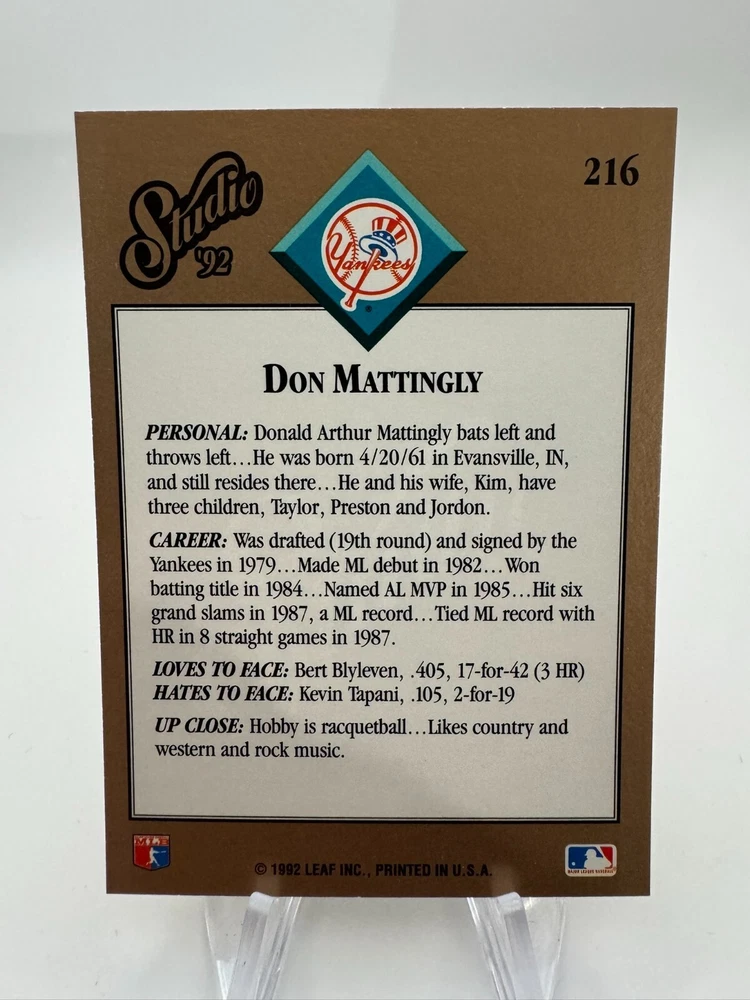 Studio
'92
216
Yankees
DON MATTINGLY
PERSONAL: Donald Arthur Mattingly bats left and
throws left...He was born 4/20/61 in Evansville, IN,
and still resides there...He and his wife, Kim, have
three children, Taylor, Preston and Jordon.
CAREER: Was drafted (19th round) and signed by the
Yankees in 1979...Made ML debut in 1982...Won
batting title in 1984...Named AL MVP in 1985...Hit six
grand slams in 1987, a ML record...Tied ML record with
HR in 8 straight games in 1987.
LOVES TO FACE: Bert Blyleven, .405, 17-for-42 (3 HR)
HATES TO FACE: Kevin Tapani, .105, 2-for-19
UP CLOSE: Hobby is racquetball...Likes country and
western and rock music.
MLB
© 1992 LEAF INC., PRINTED IN U.S.A.
MAJOR LEAGUE BASEBALL